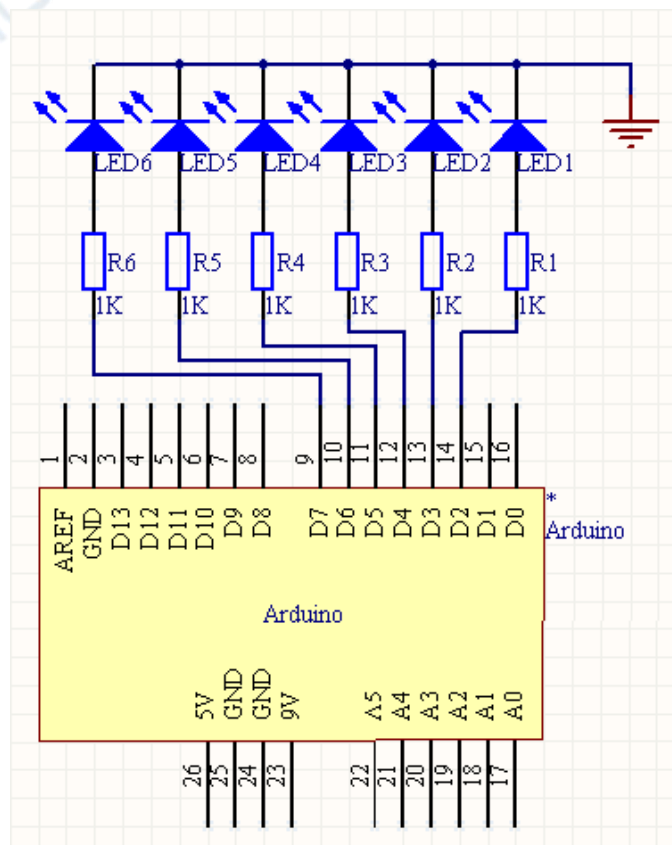 LED6 LED5 LED4 LED3 LED2 LED1
R6 R5 R4 R3 R2 R1
1K 1K 1K 1K 1K 1K
1 2 3 4 5 6 7 8 9 10 11 12 13 14 15 16
AREF GND D13 D12 D11 D10 D9 D8 D7 D6 D5 D4 D3 D2 D1 D0
*
Arduino
Arduino
5V GND GND 9V A5 A4 A3 A2 A1 A0
26 25 24 23 22 21 20 19 18 17